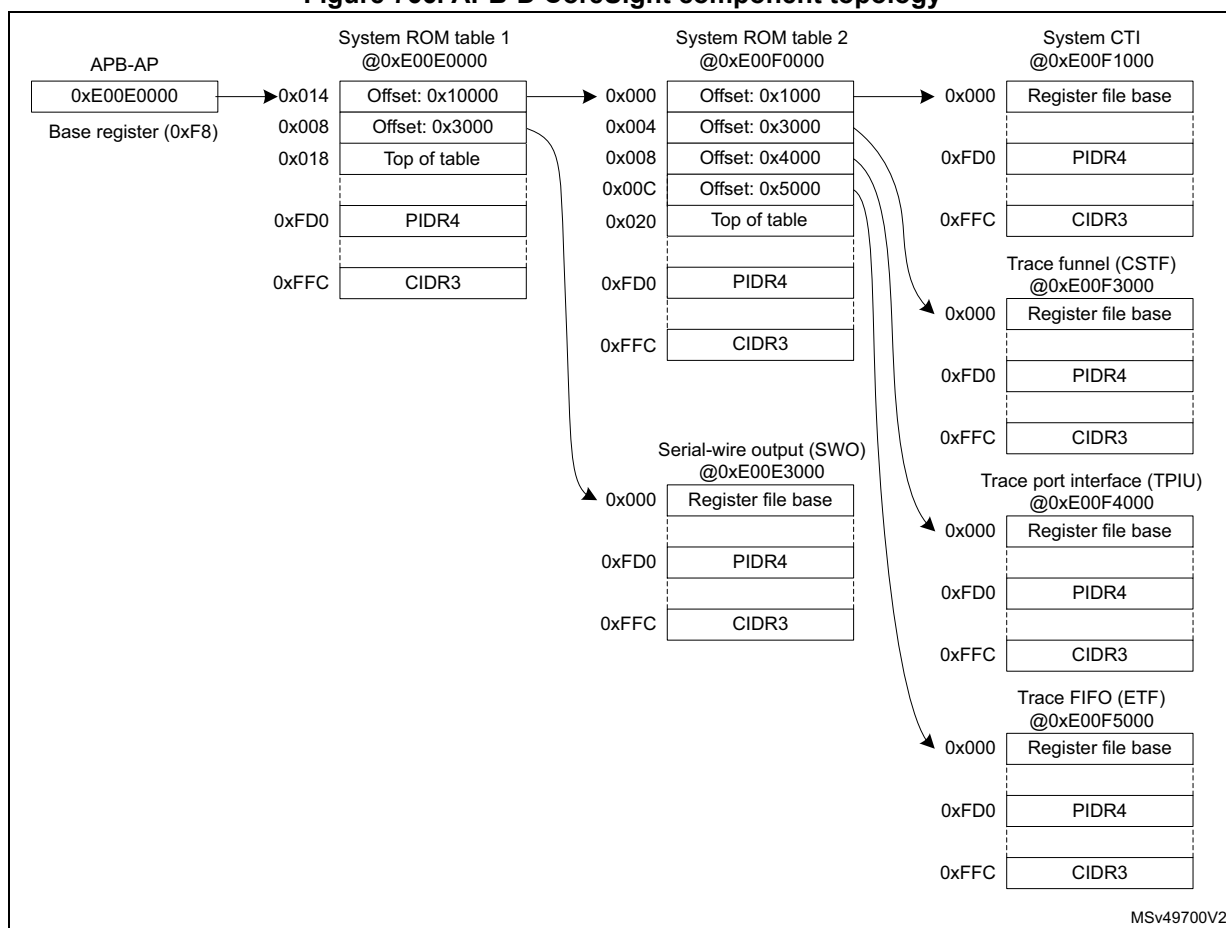 Figure 756. APB-D CoreSight component topology
APB-AP
0xE00E0000
Base register (0xF8)
System ROM table 1
@0xE00E0000
0x014 Offset: 0x10000
0x008 Offset: 0x3000
0x018 Top of table
0xFD0 PIDR4
0xFFC CIDR3
System ROM table 2
@0xE00F0000
0x000 Offset: 0x1000
0x004 Offset: 0x3000
0x008 Offset: 0x4000
0x00C Offset: 0x5000
0x020 Top of table
0xFD0 PIDR4
0xFFC CIDR3
Serial-wire output (SWO)
@0xE00E3000
0x000 Register file base
0xFD0 PIDR4
0xFFC CIDR3
System CTI
@0xE00F1000
0x000 Register file base
0xFD0 PIDR4
0xFFC CIDR3
Trace funnel (CSTF)
@0xE00F3000
0x000 Register file base
0xFD0 PIDR4
0xFFC CIDR3
Trace port interface (TPIU)
@0xE00F4000
0x000 Register file base
0xFD0 PIDR4
0xFFC CIDR3
Trace FIFO (ETF)
@0xE00F5000
0x000 Register file base
0xFD0 PIDR4
0xFFC CIDR3
MSv49700V2